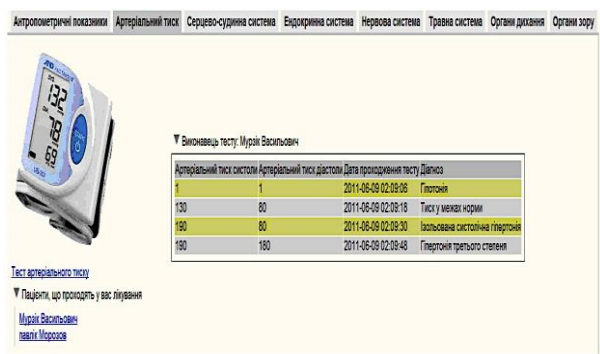 Антропометричні показники Артеріальний тиск Серцево-судинна система Ендокринна система Нервова система Травна система Органи дихання Органи зору
Виконавець тесту: Мурзік Васильович
Артеріальний тиск систоли Артеріальний тиск діастоли Дата проходження тесту Діагноз
1 1 2011-06-09 02:09:06 Гіпотонія
130 80 2011-06-09 02:09:18 Тиск у межах норми
190 80 2011-06-09 02:09:30 Ізольована систолічна гіпертонія
190 180 2011-06-09 02:09:48 Гіпертонія третього степеня
Тест артеріального тиску
Пацієнти, що проходять у вас лікування
Мурзік Васильович
павлік Морозов